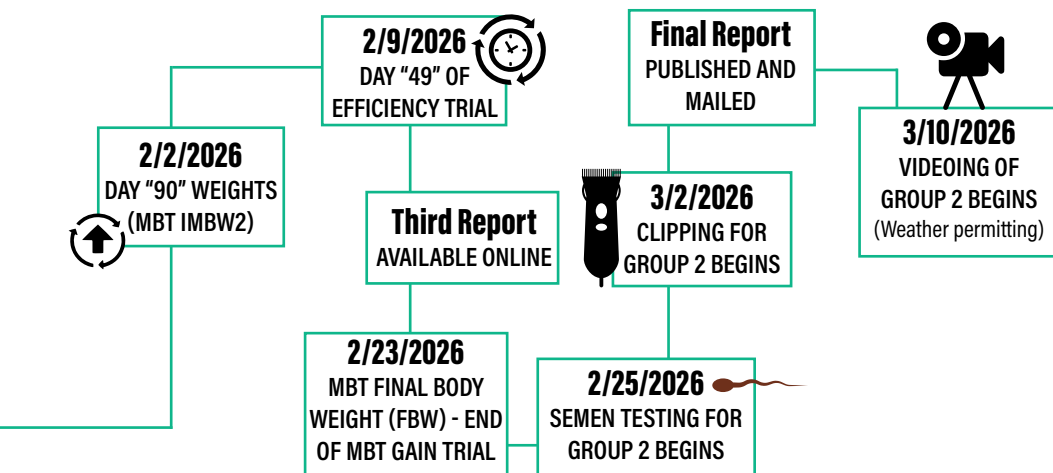 2/2/2026
DAY “90” WEIGHTS
(MBT IMBW2)
2/9/2026
DAY “49” OF
EFFICIENCY TRIAL
Third Report
AVAILABLE ONLINE
2/23/2026
MBT FINAL BODY
WEIGHT (FBW) - END
OF MBT GAIN TRIAL
2/25/2026
SEMEN TESTING FOR
GROUP 2 BEGINS
3/2/2026
CLIPPING FOR
GROUP 2 BEGINS
Final Report
PUBLISHED AND
MAILED
3/10/2026
VIDEOING OF
GROUP 2 BEGINS
(Weather permitting)